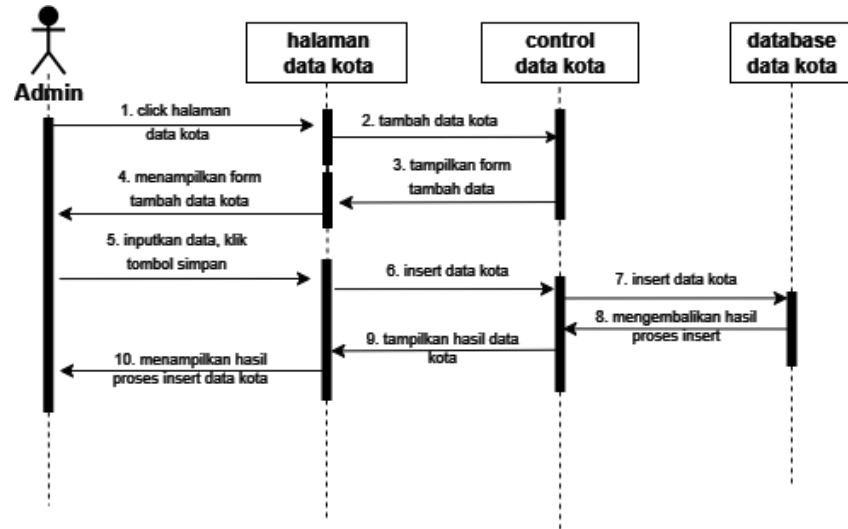 halaman
data kota
control
data kota
database
data kota
Admin
1. click halaman
data kota
2. tambah data kota
3. tampilkan form
tambah data
4. menampilkan form
tambah data kota
5. inputkan data, klik
tombol simpan
6. insert data kota
7. insert data kota
8. mengembalikan hasil
proses insert
9. tampilkan hasil data
kota
10. menampilkan hasil
proses insert data kota